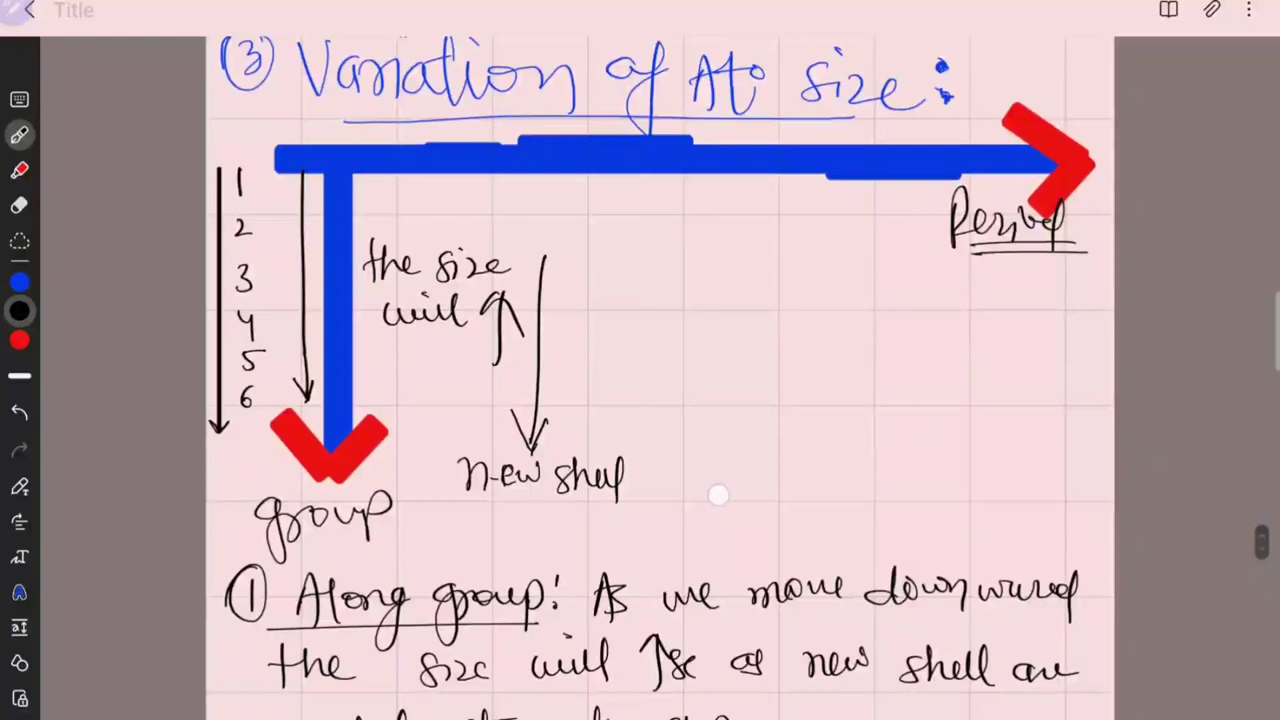 Title
(3) Variation of Ato size:
1
2
3
4
5
6
the size
will ↑
Period
new shell
group
(1) Along group: As we move downward
the size will ↑se as new shell are